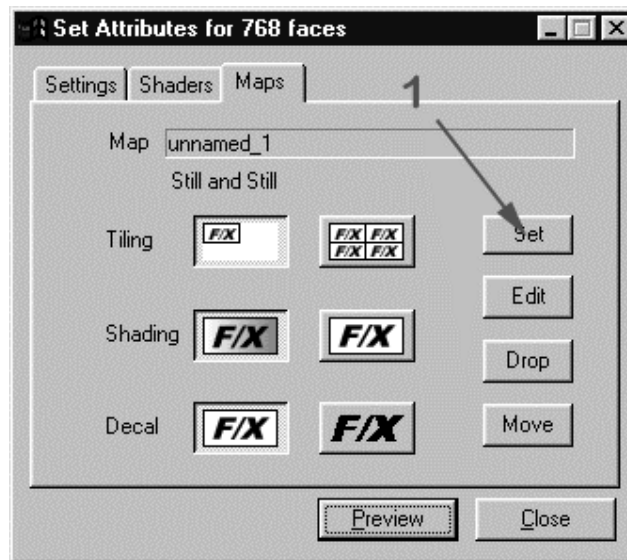 Set Attributes for 768 faces
Settings Shaders Maps
1
Map unnamed_1
Still and Still
Tiling F/X F/X F/X Set
F/X F/X
Edit
Shading F/X F/X
Drop
Decal F/X F/X Move
Preview Close